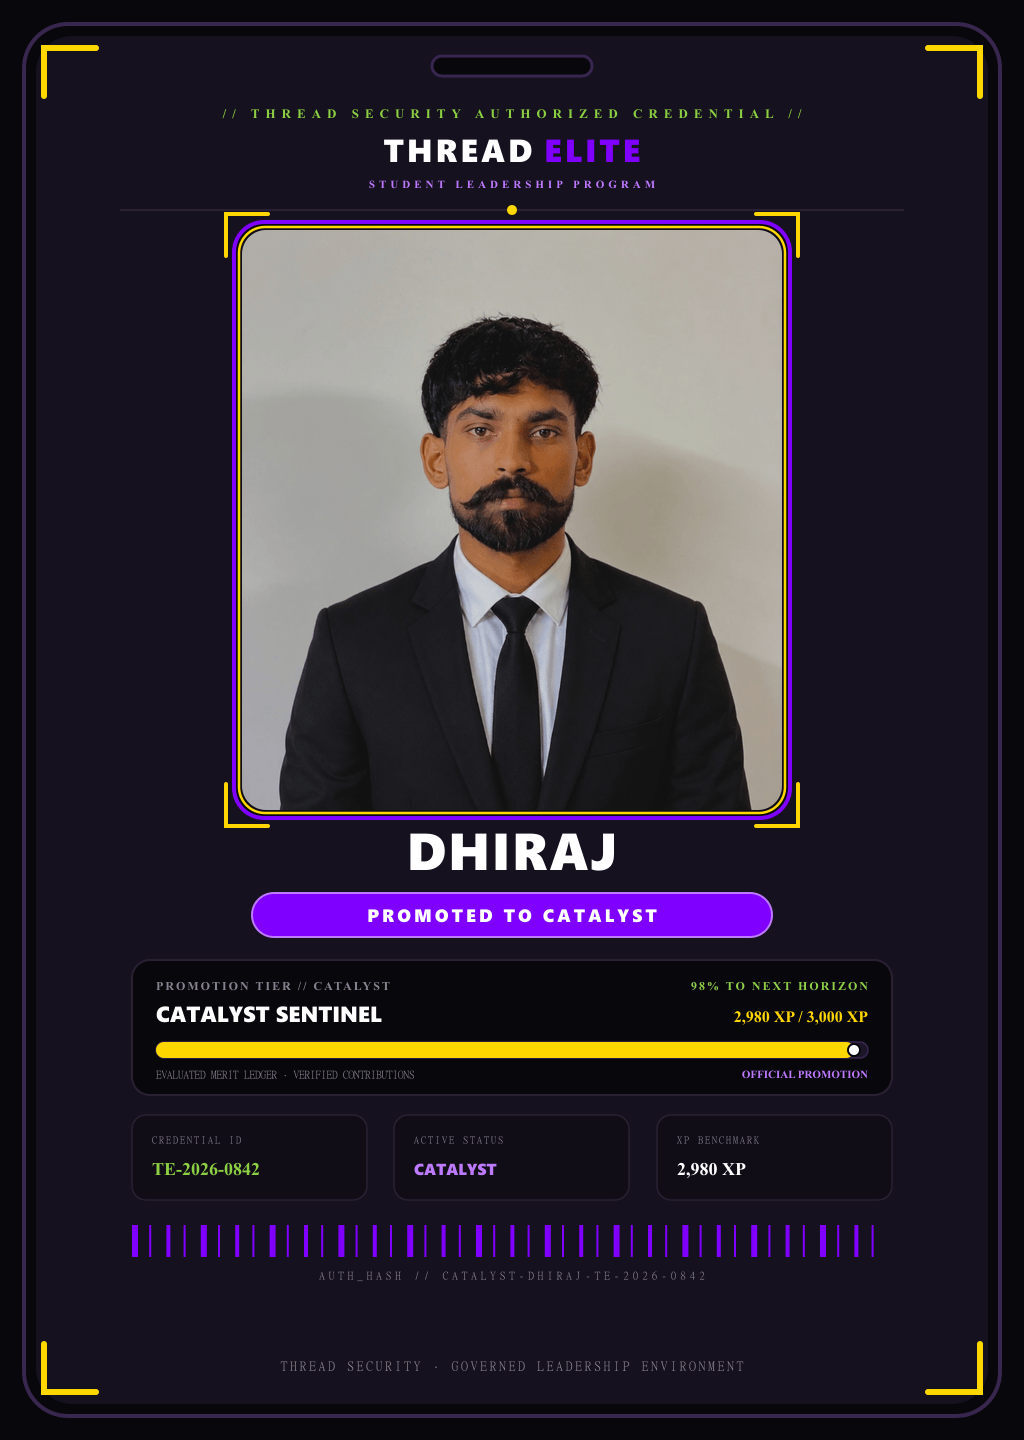 // THREAD SECURITY AUTHORIZED CREDENTIAL //
THREAD ELITE
STUDENT LEADERSHIP PROGRAM
DHIRAJ
PROMOTED TO CATALYST
PROMOTION TIER // CATALYST
98% TO NEXT HORIZON
CATALYST SENTINEL
2,980 XP / 3,000 XP
EVALUATED MERIT LEDGER · VERIFIED CONTRIBUTIONS
OFFICIAL PROMOTION
CREDENTIAL ID
TE-2026-0842
ACTIVE STATUS
CATALYST
XP BENCHMARK
2,980 XP
AUTH_HASH // CATALYST-DHIRAJ-TE-2026-0842
THREAD SECURITY · GOVERNED LEADERSHIP ENVIRONMENT